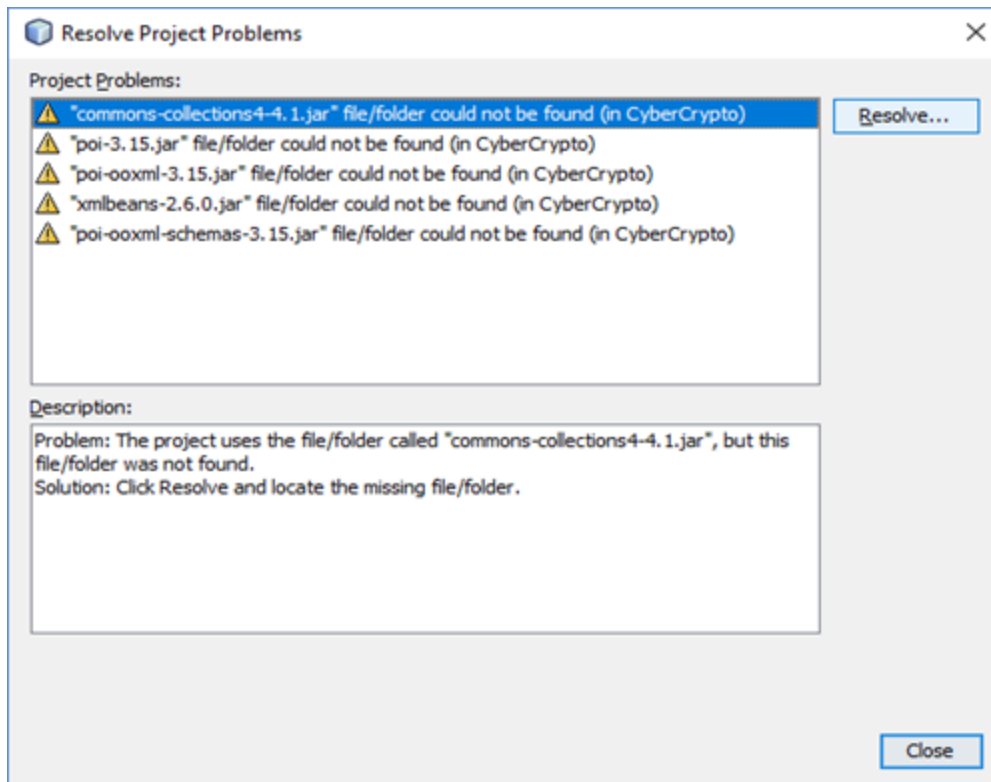 Resolve Project Problems
Project Problems:
"commons-collections4-4.1.jar" file/folder could not be found (in CyberCrypto)
Resolve...
"poi-3.15.jar" file/folder could not be found (in CyberCrypto)
"poi-ooxml-3.15.jar" file/folder could not be found (in CyberCrypto)
"xmlbeans-2.6.0.jar" file/folder could not be found (in CyberCrypto)
"poi-ooxml-schemas-3.15.jar" file/folder could not be found (in CyberCrypto)
Description:
Problem: The project uses the file/folder called "commons-collections4-4.1.jar", but this
file/folder was not found.
Solution: Click Resolve and locate the missing file/folder.
Close